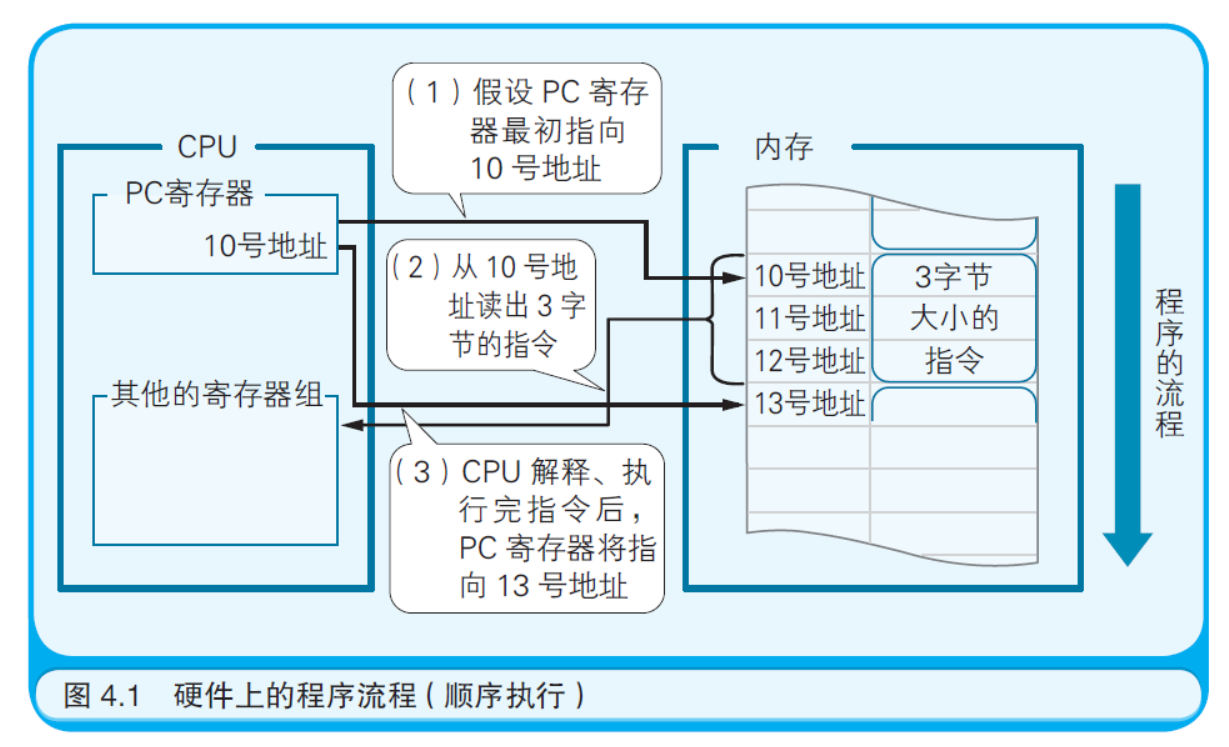 （1）假设 PC 寄存
器最初指向
10 号地址
CPU
内存
PC寄存器
10号地址
（2）从 10 号地
址读出 3 字
节的指令
10号地址
3字节
11号地址
大小的
12号地址
指令
13号地址
程序的流程
其他的寄存器组
（3）CPU 解释、执
行完指令后，
PC 寄存器将指
向 13 号地址
图 4.1 硬件上的程序流程（顺序执行）